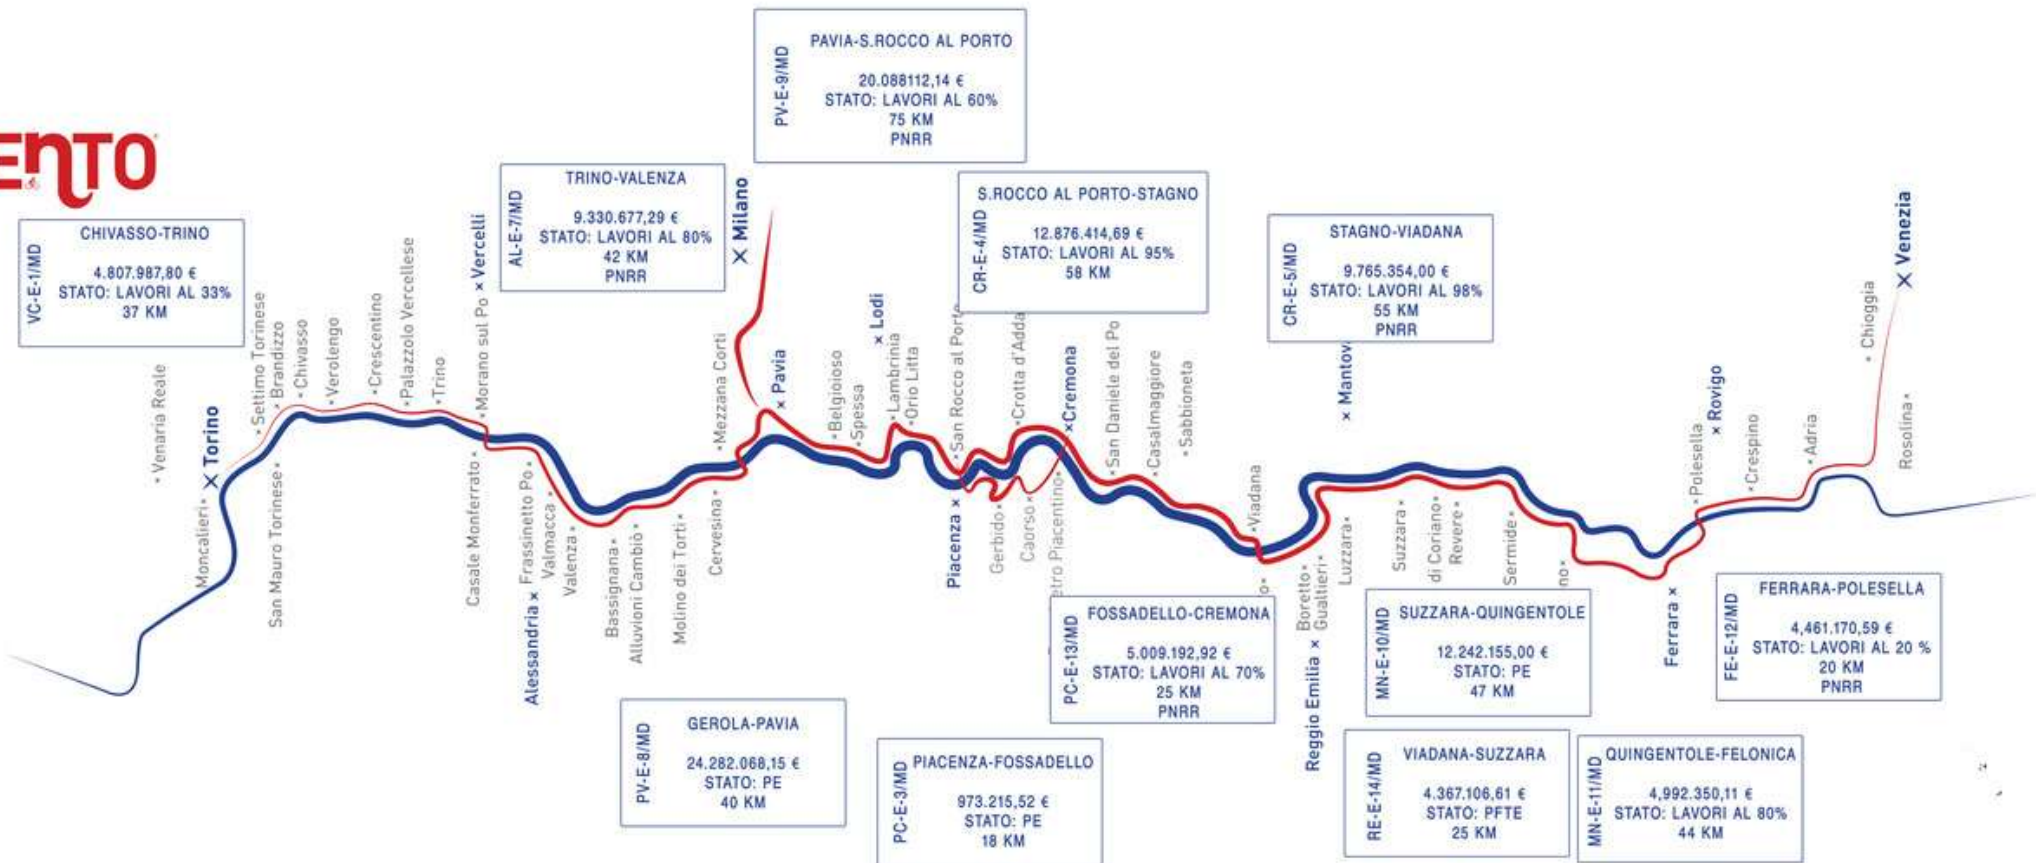 ENTO
PV-E-9/MD
PAVIA-S.ROCCO AL PORTO
20.088112,14 €
STATO: LAVORI AL 60%
75 KM
PNRR
AL-E-7/MD
TRINO-VALENZA
9.330.677,29 €
STATO: LAVORI AL 80%
42 KM
PNRR
CR-E-4/MD
S.ROCCO AL PORTO-STAGNO
12.876.414,69 €
STATO: LAVORI AL 95%
58 KM
VC-E-1/MD
CHIVASSO-TRINO
4.807.987,80 €
STATO: LAVORI AL 33%
37 KM
CR-E-5/MD
STAGNO-VIADANA
9.765.354,00 €
STATO: LAVORI AL 98%
55 KM
PNRR
Venaria Reale
Moncalieri
Torino
Settimo Torinese
San Mauro Torinese
Brandizzo
Chivasso
Verolengo
Crescentino
Palazzolo Vercellese
Trino
Casale Monferrato
Morano sul Po
Vercelli
Alessandria
Frassinetto Po
Valmacca
Valenza
Bassignana
Alluvioni Cambiò
Molino dei Torti
Cervesina
Mezzana Corti
Milano
Pavia
Belgioioso
Spessa
Lodi
Lambrinia
Orio Litta
Piacenza
San Rocco al Porto
Gerbido
Crotta d'Adda
Caorso
etro Piacentino
Cremona
San Daniele del Po
Casalmaggiore
Sabbioneta
Viadana
o
Boretto
Reggio Emilia
Gualtieri
Luzzara
Mantov
Suzzara
di Coriano
Revere
Sermide
no
Ferrara
Polesella
Rovigo
Crespino
Adria
Chioggia
Rosolina
Venezia
PC-E-13/MD
FOSSADELLO-CREMONA
5.009.192,92 €
STATO: LAVORI AL 70%
25 KM
PNRR
MN-E-10/MD
SUZZARA-QUINGENTOLE
12.242.155,00 €
STATO: PE
47 KM
FE-E-12/MD
FERRARA-POLESELLA
4,461.170,59 €
STATO: LAVORI AL 20 %
20 KM
PNRR
PV-E-8/MD
GEROLA-PAVIA
24.282.068,15 €
STATO: PE
40 KM
PC-E-3/MD
PIACENZA-FOSSADELLO
973.215,52 €
STATO: PE
18 KM
RE-E-14/MD
VIADANA-SUZZARA
4.367.106,61 €
STATO: PFTE
25 KM
MN-E-11/MD
QUINGENTOLE-FELONICA
4,992.350,11 €
STATO: LAVORI AL 80%
44 KM